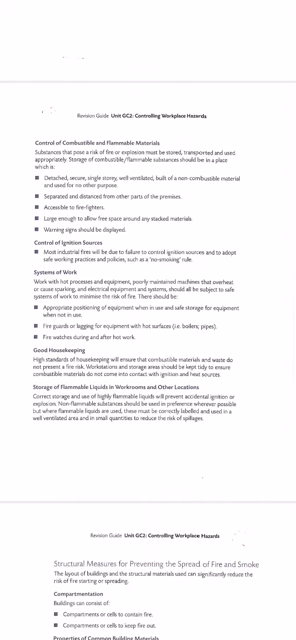 Revision Guide Unit GC2: Controlling Workplace Hazards
Control of Combustible and Flammable Materials
Substances that pose a risk of fire or explosion must be stored, transported and used
appropriately. Storage of combustible/flammable substances should be in a place
which is:
■ Detached, secure, single storey, well ventilated, built of a non-combustible material
and used for no other purpose.
■ Separated and distanced from other parts of the premises.
■ Accessible to fire-fighters.
■ Large enough to allow free space around any stacked materials.
■ Warning signs should be displayed.
Control of Ignition Sources
■ Most industrial fires will be due to failure to control ignition sources and to adopt
safe working practices and policies, such as a 'no-smoking' rule.
Systems of Work
Work with hot processes and equipment, poorly maintained machines that overheat
or cause sparking, and electrical equipment and systems, should all be subject to safe
systems of work to minimise the risk of fire. There should be:
■ Appropriate positioning of equipment when in use and safe storage for equipment
when not in use.
■ Fire guards or lagging for equipment with hot surfaces (i.e. boilers; pipes).
■ Fire watches during and after hot work.
Good Housekeeping
High standards of housekeeping will ensure that combustible materials and waste do
not present a fire risk. Workstations and storage areas should be kept tidy to ensure
combustible materials do not come into contact with ignition and heat sources.
Storage of Flammable Liquids in Workrooms and Other Locations
Correct storage and use of highly flammable liquids will prevent accidental ignition or
explosion. Non-flammable substances should be used in preference wherever possible
but where flammable liquids are used, these must be correctly labelled and used in a
well ventilated area and in small quantities to reduce the risk of spillages.
Revision Guide Unit GC2: Controlling Workplace Hazards
Structural Measures for Preventing the Spread of Fire and Smoke
The layout of buildings and the structural materials used can significantly reduce the
risk of fire starting or spreading.
Compartmentation
Buildings can consist of:
■ Compartments or cells to contain fire.
■ Compartments or cells to keep fire out.
Properties of Common Building Materials